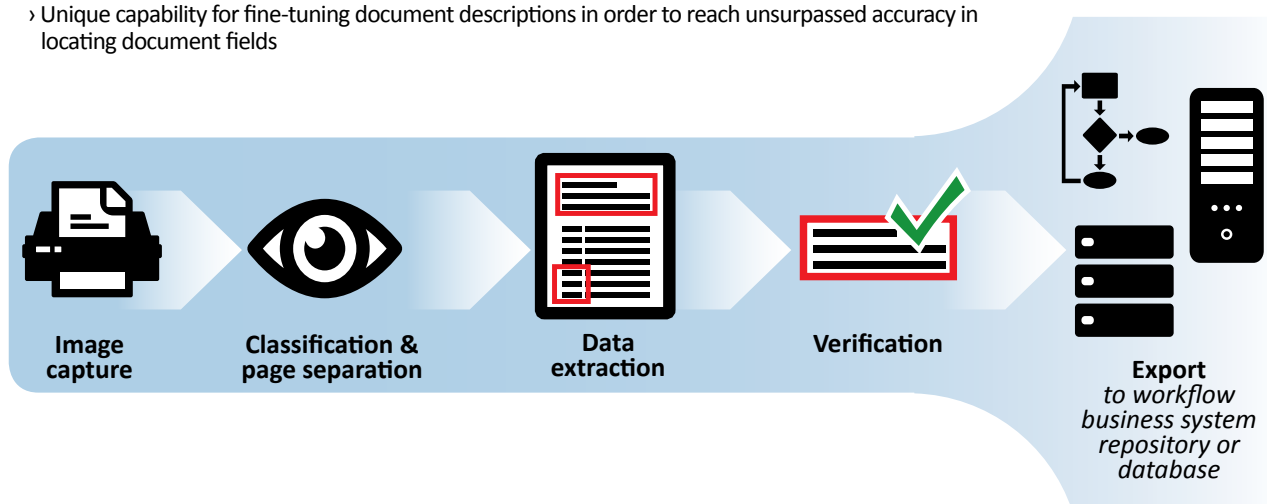 › Unique capability for fine-tuning document descriptions in order to reach unsurpassed accuracy in
locating document fields
Image
capture
Classification &
page separation
Data
extraction
Verification
Export
to workflow
business system
repository or
database